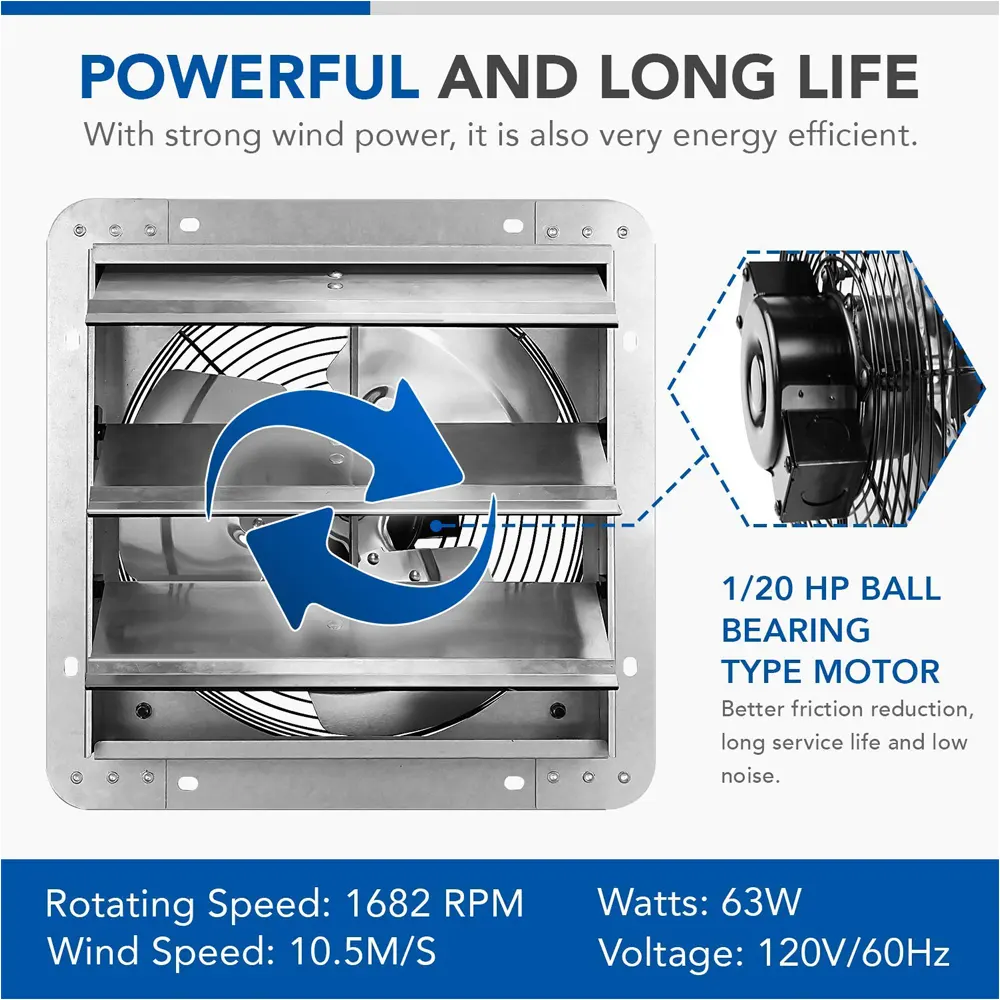 POWERFUL AND LONG LIFE
With strong wind power, it is also very energy efficient.
1/20 HP BALL
BEARING
TYPE MOTOR
Better friction reduction,
long service life and low
noise.
Rotating Speed: 1682 RPM
Wind Speed: 10.5M/S
Watts: 63W
Voltage: 120V/60Hz